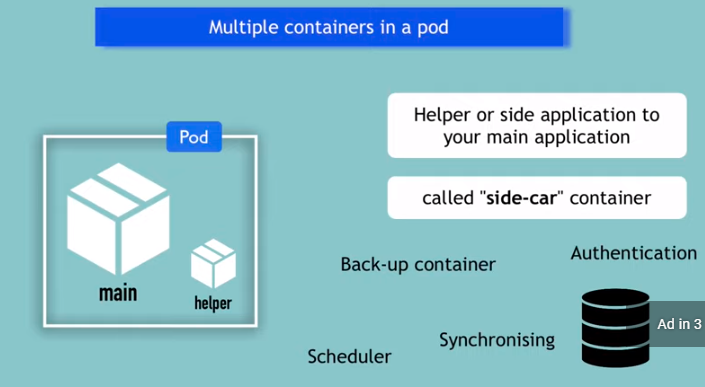 Multiple containers in a pod
Helper or side application to
your main application
Pod
called "side-car" container
Authentication
Back-up container
main
helper
Ad in 3
Synchronising
Scheduler